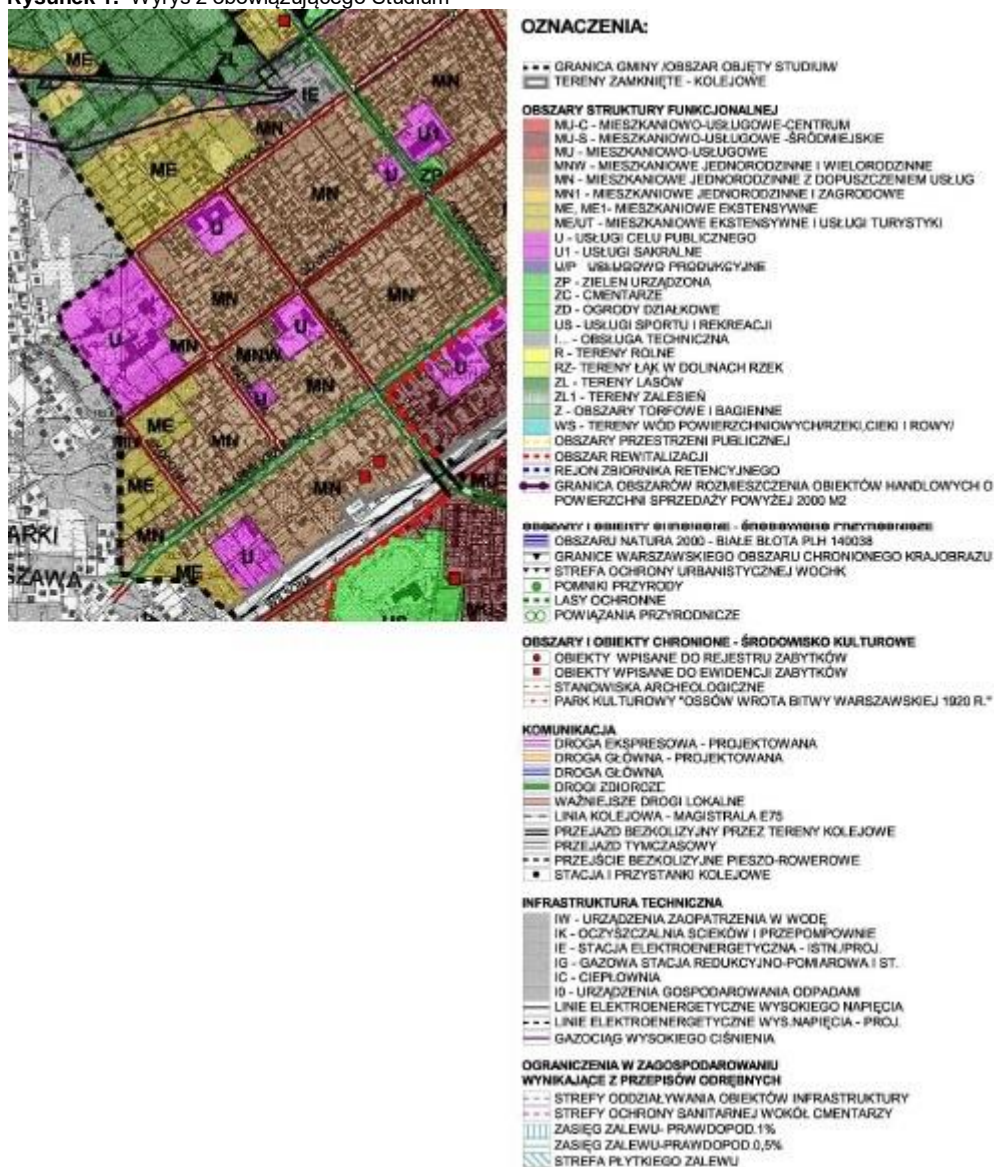 Rysunek 1. Wyrys z obowiązującego Studium
OZNACZENIA:
GRANICA GMINY /OBSZAR OBJĘTY STUDIUM/
TERENY ZAMKNIĘTE - KOLEJOWE
OBSZARY STRUKTURY FUNKCJONALNEJ
MU-C - MIESZKANIOWO-USŁUGOWE-CENTRUM
MU-S - MIESZKANIOWO-USŁUGOWE -ŚRÓDMIEJSKIE
MU - MIESZKANIOWO-USŁUGOWE
MNW - MIESZKANIOWE JEDNORODZINNE I WIELORODZINNE
MN - MIESZKANIOWE JEDNORODZINNE Z DOPUSZCZENIEM USŁUG
MN1 - MIESZKANIOWE JEDNORODZINNE I ZAGRODOWE
ME, ME1- MIESZKANIOWE EKSTENSYWNE
ME/UT - MIESZKANIOWE EKSTENSYWNE I USŁUGI TURYSTYKI
U - USŁUGI CELU PUBLICZNEGO
U1 - USŁUGI SAKRALNE
U/P USŁUGOWO PRODUKCYJNE
ZP - ZIELEŃ URZĄDZONA
ZC - CMENTARZE
ZD - OGRODY DZIAŁKOWE
US - USŁUGI SPORTU I REKREACJI
I... - OBSŁUGA TECHNICZNA
R - TERENY ROLNE
RZ- TERENY ŁĄK W DOLINACH RZEK
ZL - TERENY LASÓW
ZL1 - TERENY ZALESIEŃ
Z - OBSZARY TORFOWE I BAGIENNE
WS - TERENY WÓD POWIERZCHNIOWYCH/RZEKI,CIEKI I ROWY/
OBSZARY PRZESTRZENI PUBLICZNEJ
OBSZAR REWITALIZACJI
REJON ZBIORNIKA RETENCYJNEGO
GRANICA OBSZARÓW ROZMIESZCZENIA OBIEKTÓW HANDLOWYCH O
POWIERZCHNI SPRZEDAŻY POWYŻEJ 2000 M2
OBSZARY I OBIEKTY CHRONIONE - ŚRODOWISKO PRZYRODNICZE
OBSZARU NATURA 2000 - BIAŁE BŁOTA PLH 140038
GRANICE WARSZAWSKIEGO OBSZARU CHRONIONEGO KRAJOBRAZU
STREFA OCHRONY URBANISTYCZNEJ WOCHK
POMNIKI PRZYRODY
LASY OCHRONNE
POWIĄZANIA PRZYRODNICZE
OBSZARY I OBIEKTY CHRONIONE - ŚRODOWISKO KULTUROWE
OBIEKTY WPISANE DO REJESTRU ZABYTKÓW
OBIEKTY WPISANE DO EWIDENCJI ZABYTKÓW
STANOWISKA ARCHEOLOGICZNE
PARK KULTUROWY "OSSÓW WROTA BITWY WARSZAWSKIEJ 1920 R."
KOMUNIKACJA
DROGA EKSPRESOWA - PROJEKTOWANA
DROGA GŁÓWNA - PROJEKTOWANA
DROGA GŁÓWNA
DROGI ZBIORCZE
WAŻNIEJSZE DROGI LOKALNE
LINIA KOLEJOWA - MAGISTRALA E75
PRZEJAZD BEZKOLIZYJNY PRZEZ TERENY KOLEJOWE
PRZEJAZD TYMCZASOWY
PRZEJŚCIE BEZKOLIZYJNE PIESZO-ROWEROWE
STACJA I PRZYSTANKI KOLEJOWE
INFRASTRUKTURA TECHNICZNA
IW - URZĄDZENIA ZAOPATRZENIA W WODĘ
IK - OCZYSZCZALNIA ŚCIEKÓW I PRZEPOMPOWNIE
IE - STACJA ELEKTROENERGETYCZNA - ISTN./PROJ.
IG - GAZOWA STACJA REDUKCYJNO-POMIAROWA I ST.
IC - CIEPŁOWNIA
I0 - URZĄDZENIA GOSPODAROWANIA ODPADAMI
LINIE ELEKTROENERGETYCZNE WYSOKIEGO NAPIĘCIA
LINIE ELEKTROENERGETYCZNE WYS.NAPIĘCIA - PROJ.
GAZOCIĄG WYSOKIEGO CIŚNIENIA
OGRANICZENIA W ZAGOSPODAROWANIU
WYNIKAJĄCE Z PRZEPISÓW ODRĘBNYCH
STREFY ODDZIAŁYWANIA OBIEKTÓW INFRASTRUKTURY
STREFY OCHRONY SANITARNEJ WOKÓŁ CMENTARZY
ZASIĘG ZALEWU- PRAWDOPOD.1%
ZASIĘG ZALEWU-PRAWDOPOD.0,5%
STREFA PŁYTKIEGO ZALEWU
ME
ZL
IE
MN
MN
U1
U
ZP
ME
MN
U
MN
MN
U
MN
MNW
U
MN
U
U
MN
ME
MN
MU
MN
ME
U
US
ARKI
SZAWA